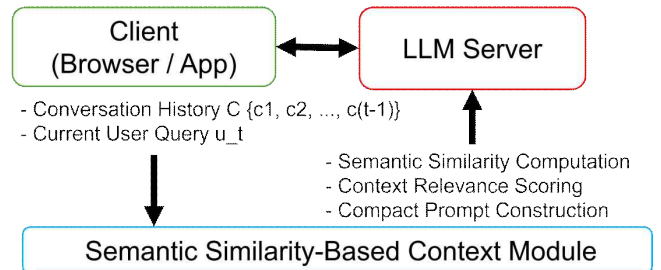 Client
(Browser / App)
LLM Server
- Conversation History C {c1, c2, ..., c(t-1)}
- Current User Query u_t
- Semantic Similarity Computation
- Context Relevance Scoring
- Compact Prompt Construction
Semantic Similarity-Based Context Module